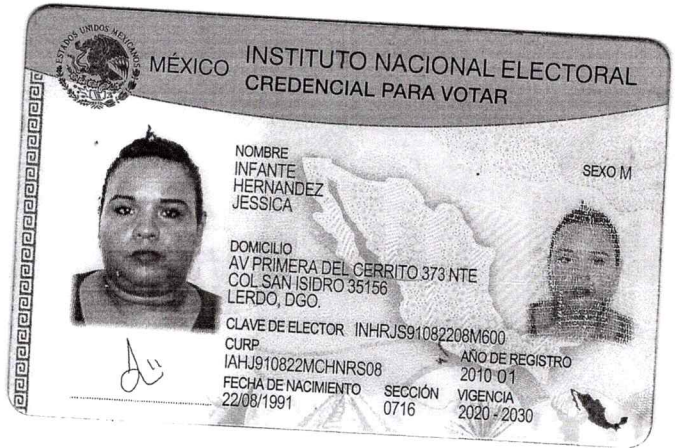 ESTADOS UNIDOS MEXICANOS
MÉXICO INSTITUTO NACIONAL ELECTORAL
CREDENCIAL PARA VOTAR
NOMBRE
INFANTE
HERNANDEZ
JESSICA
SEXO M
DOMICILIO
AV PRIMERA DEL CERRITO 373 NTE
COL SAN ISIDRO 35156
LERDO, DGO.
CLAVE DE ELECTOR INHRJS91082208M600
CURP
IAHJ910822MCHNRS08
AÑO DE REGISTRO
2010 01
FECHA DE NACIMIENTO
22/08/1991
SECCIÓN
0716
VIGENCIA
2020 - 2030